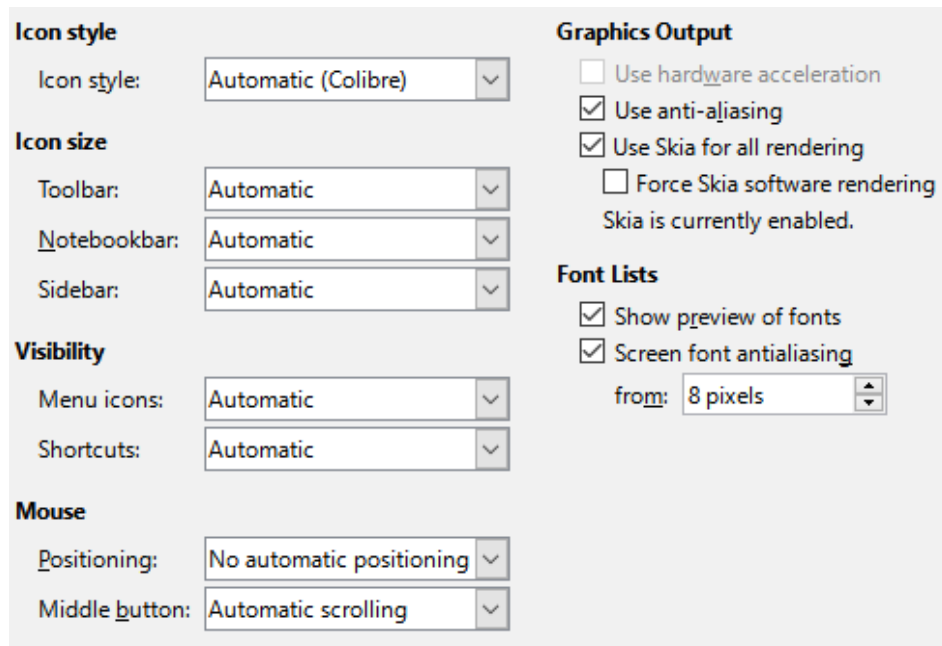 Icon style
Icon style: Automatic (Colibre)
Icon size
Toolbar: Automatic
Notebookbar: Automatic
Sidebar: Automatic
Visibility
Menu icons: Automatic
Shortcuts: Automatic
Mouse
Positioning: No automatic positioning
Middle button: Automatic scrolling
Graphics Output
Use hardware acceleration
Use anti-aliasing
Use Skia for all rendering
Force Skia software rendering
Skia is currently enabled.
Font Lists
Show preview of fonts
Screen font antialiasing
from: 8 pixels